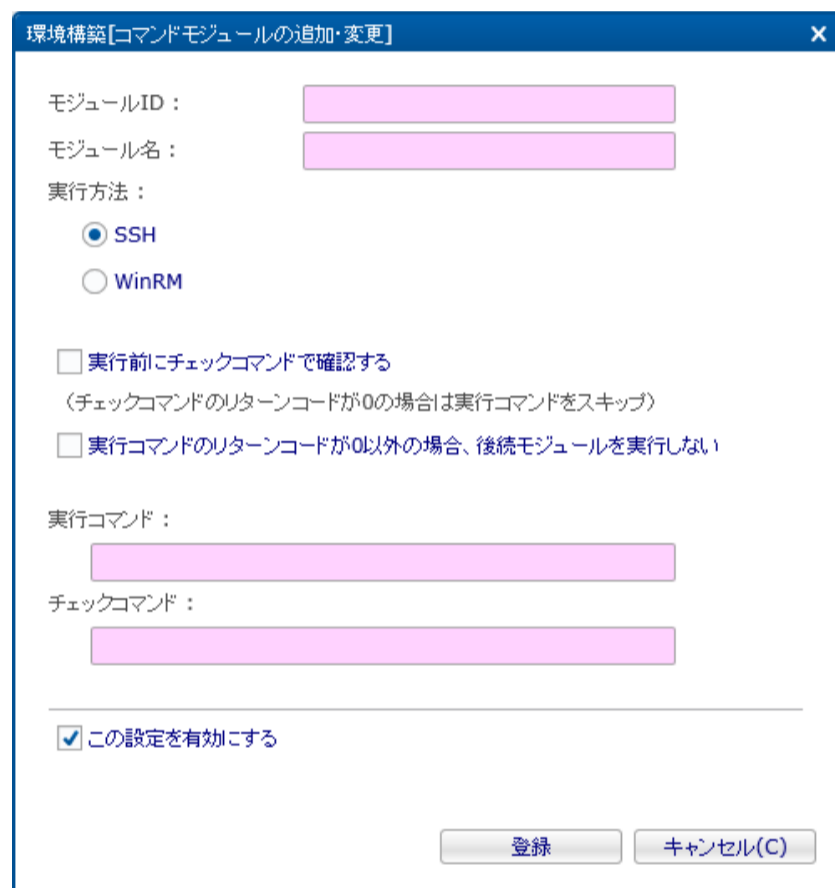 環境構築[コマンドモジュールの追加・変更]
モジュールID：
モジュール名：
実行方法：
SSH
WinRM
実行前にチェックコマンドで確認する
（チェックコマンドのリターンコードが0の場合は実行コマンドをスキップ）
実行コマンドのリターンコードが0以外の場合、後続モジュールを実行しない
実行コマンド：
チェックコマンド：
この設定を有効にする
登録 キャンセル(C)